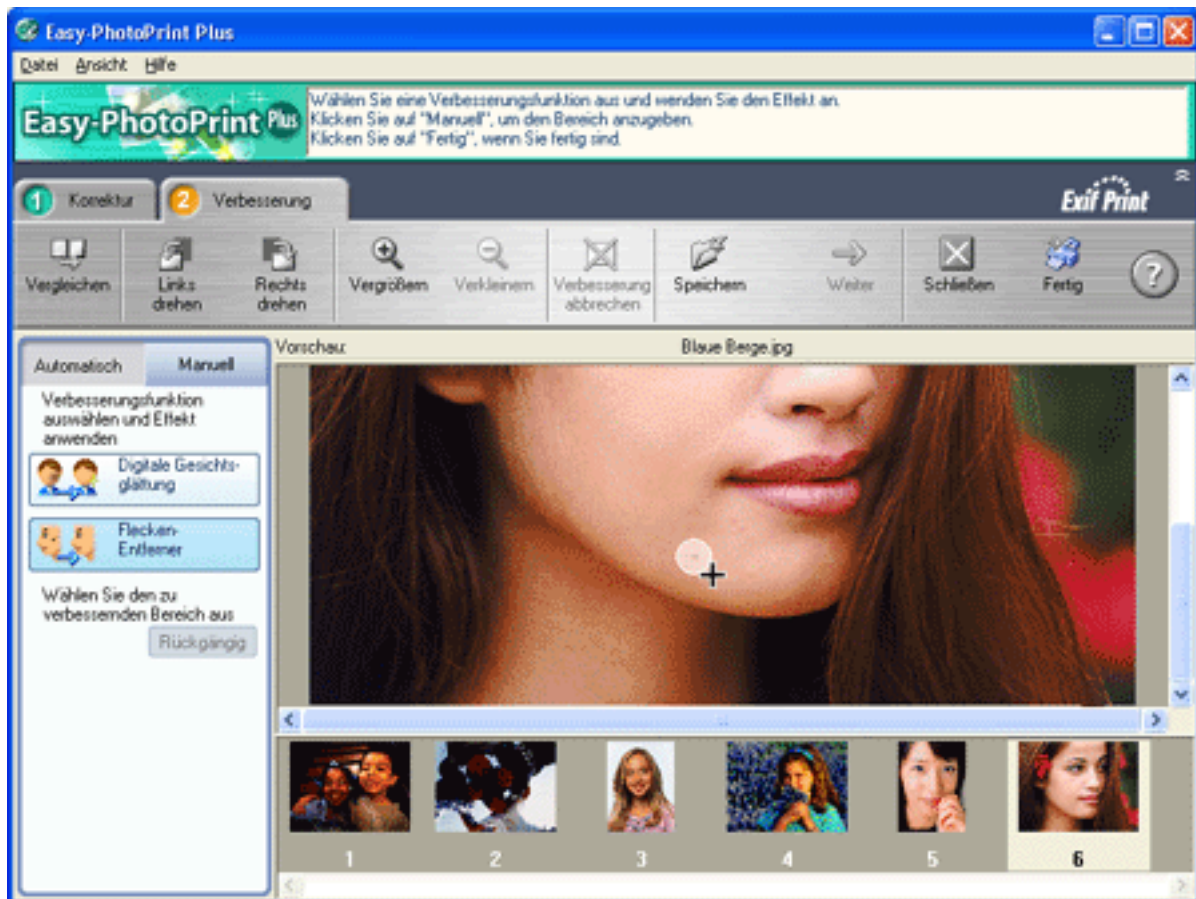 Easy-PhotoPrint Plus
Datei Ansicht Hilfe
Easy-PhotoPrint Plus
Wählen Sie eine Verbesserungsfunktion aus und wenden Sie den Effekt an.
Klicken Sie auf "Manuell", um den Bereich anzugeben.
Klicken Sie auf "Fertig", wenn Sie fertig sind.
1 Korrektur
2 Verbesserung
Exif Print
Vergleichen
Links
drehen
Rechts
drehen
Vergrößern
Verkleinern
Verbesserung
abbrechen
Speichern
Weiter
Schließen
Fertig
?
Automatisch
Manuell
Verbesserungsfunktion
auswählen und Effekt
anwenden
Digitale Gesichts-
glättung
Flecken-
Entferner
Wählen Sie den zu
verbessernden Bereich aus
Rückgängig
Vorschau:
Blaue Berge.jpg
1
2
3
4
5
6